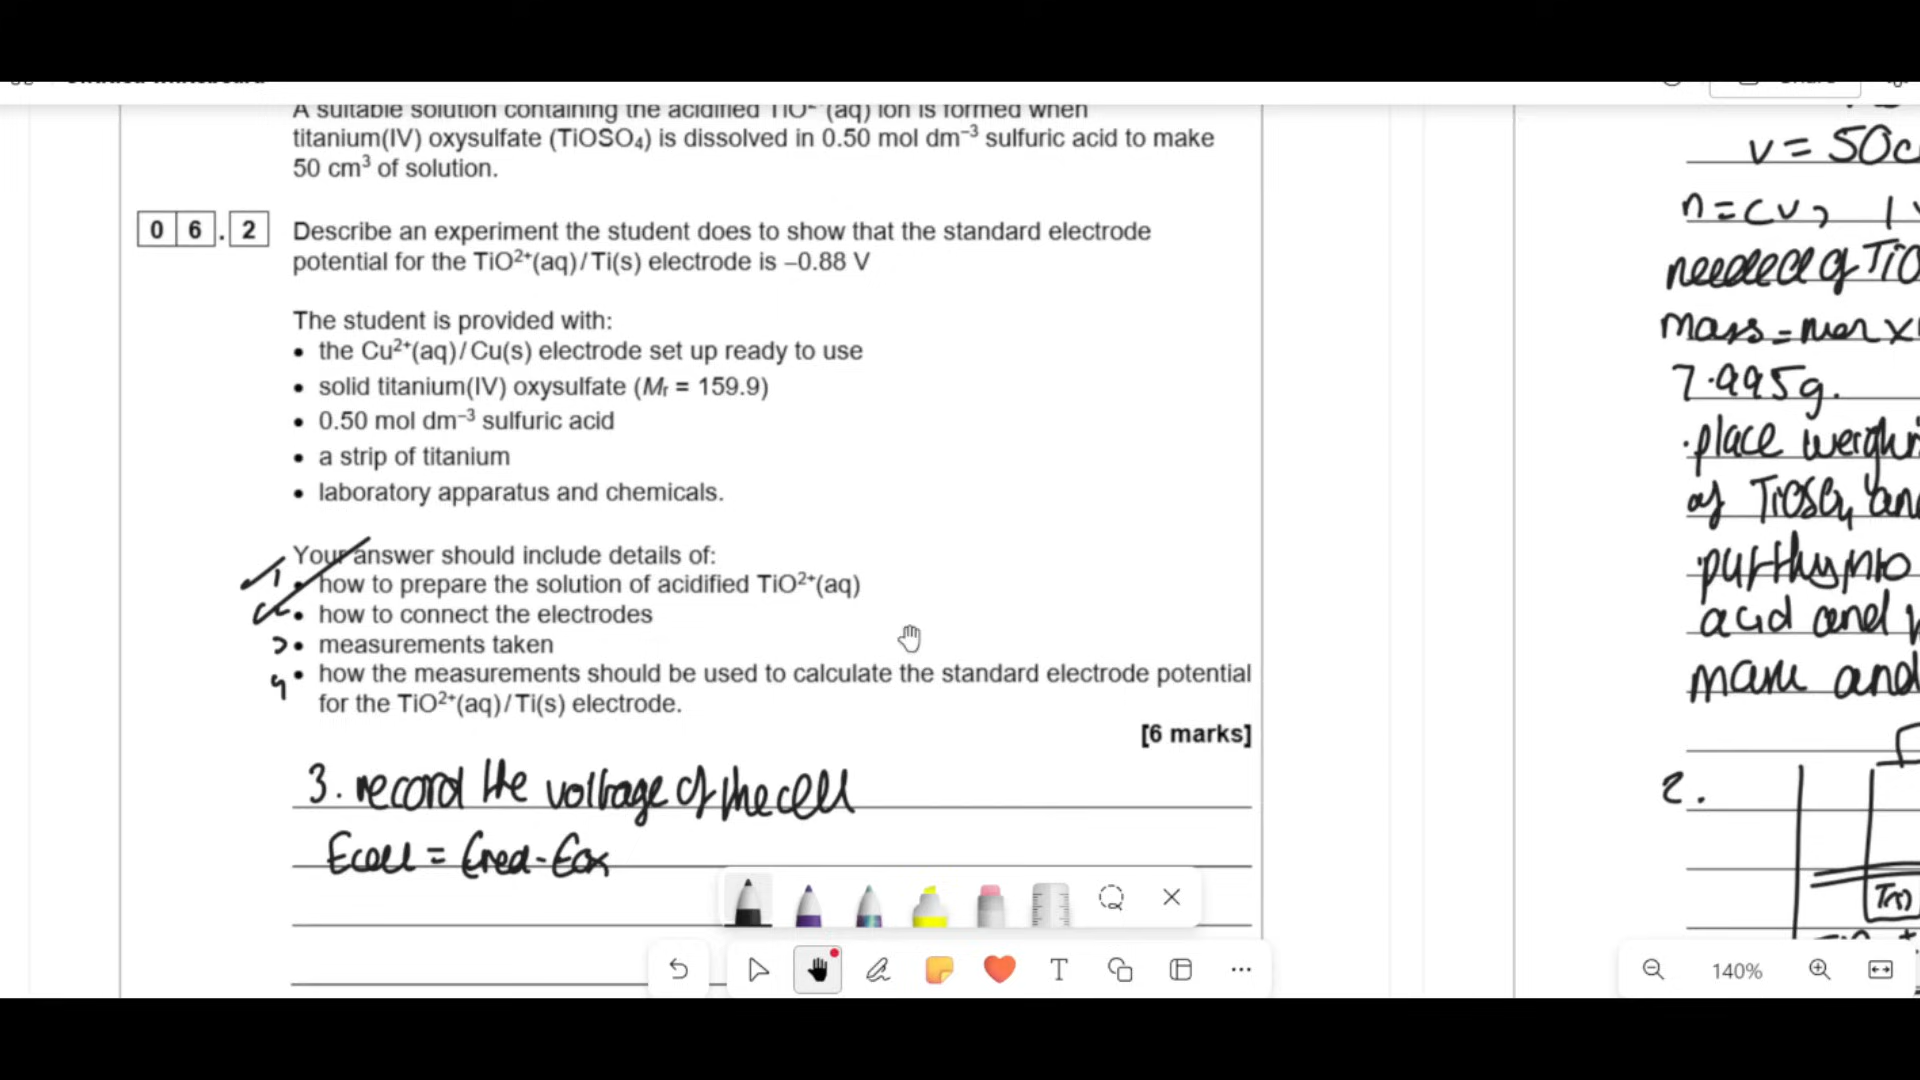 A suitable solution containing the acidified TiO²⁺(aq) ion is formed when
titanium(IV) oxysulfate (TiOSO₄) is dissolved in 0.50 mol dm⁻³ sulfuric acid to make
50 cm³ of solution.
0 6 . 2 Describe an experiment the student does to show that the standard electrode
potential for the TiO²⁺(aq)/Ti(s) electrode is –0.88 V
The student is provided with:
• the Cu²⁺(aq)/Cu(s) electrode set up ready to use
• solid titanium(IV) oxysulfate (Mr = 159.9)
• 0.50 mol dm⁻³ sulfuric acid
• a strip of titanium
• laboratory apparatus and chemicals.
Your answer should include details of:
• how to prepare the solution of acidified TiO²⁺(aq)
• how to connect the electrodes
3 • measurements taken
4 • how the measurements should be used to calculate the standard electrode potential
for the TiO²⁺(aq)/Ti(s) electrode.
[6 marks]
3. record the voltage of the cell
Ecell = Ered - Eox
v = 50c
n = cv,
needed of TiO
mass =
7.995g.
• place
of TiOSO₄ an
put
acid and
mark and
2.
140%